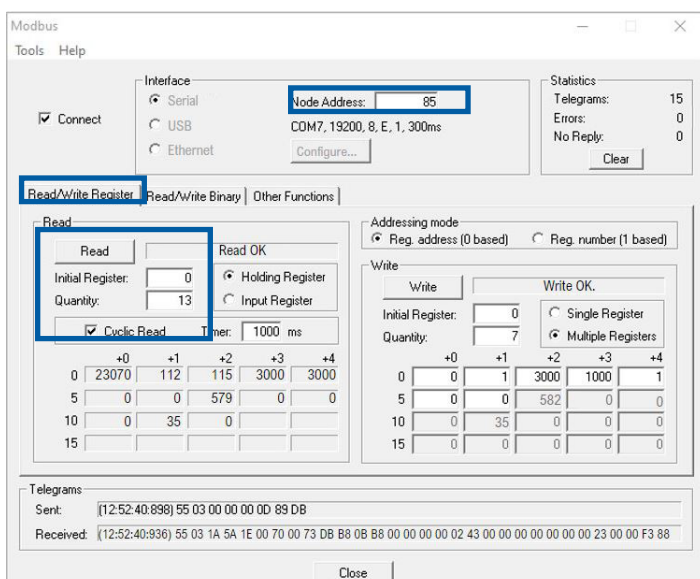 Modbus
Tools Help
Connect
Interface
Serial
USB
Ethernet
Node Address: 85
COM7, 19200, 8, E, 1, 300ms
Configure...
Statistics
Telegrams: 15
Errors: 0
No Reply: 0
Clear
Read/Write Register Read/Write Binary Other Functions
Read
Read Read OK
Initial Register: 0
Quantity: 13
Holding Register
Input Register
Cyclic Read Timer: 1000 ms
+0 +1 +2 +3 +4
0 23070 112 115 3000 3000
5 0 0 579 0 0
10 0 35 0
15
Addressing mode
Reg. address (0 based) Reg. number (1 based)
Write
Write Write OK.
Initial Register: 0
Quantity: 7
Single Register
Multiple Registers
+0 +1 +2 +3 +4
0 0 1 3000 1000 1
5 0 0 582 0 0
10 0 35 0 0 0
15 0 0 0 0 0
Telegrams
Sent: (12:52:40:898) 55 03 00 00 00 0D 89 DB
Received: (12:52:40:936) 55 03 1A 5A 1E 00 70 00 73 DB B8 0B B8 00 00 00 00 02 43 00 00 00 00 00 00 00 23 00 00 F3 88
Close